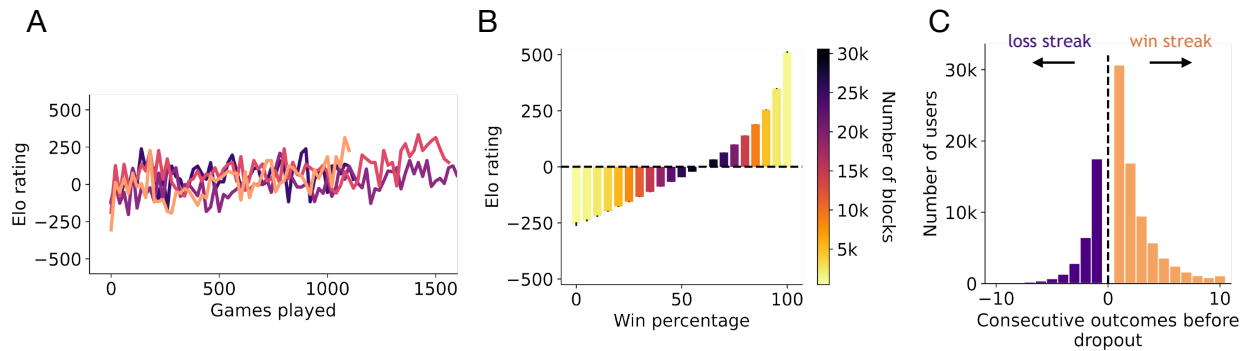 A
500
250
0
−250
−500
Elo rating
0
500
1000
1500
Games played
B
500
250
0
−250
−500
Elo rating
0
50
100
Win percentage
30k
25k
20k
15k
10k
5k
Number of blocks
C
loss streak
win streak
30k
20k
10k
0
Number of users
−10
0
10
Consecutive outcomes before
dropout